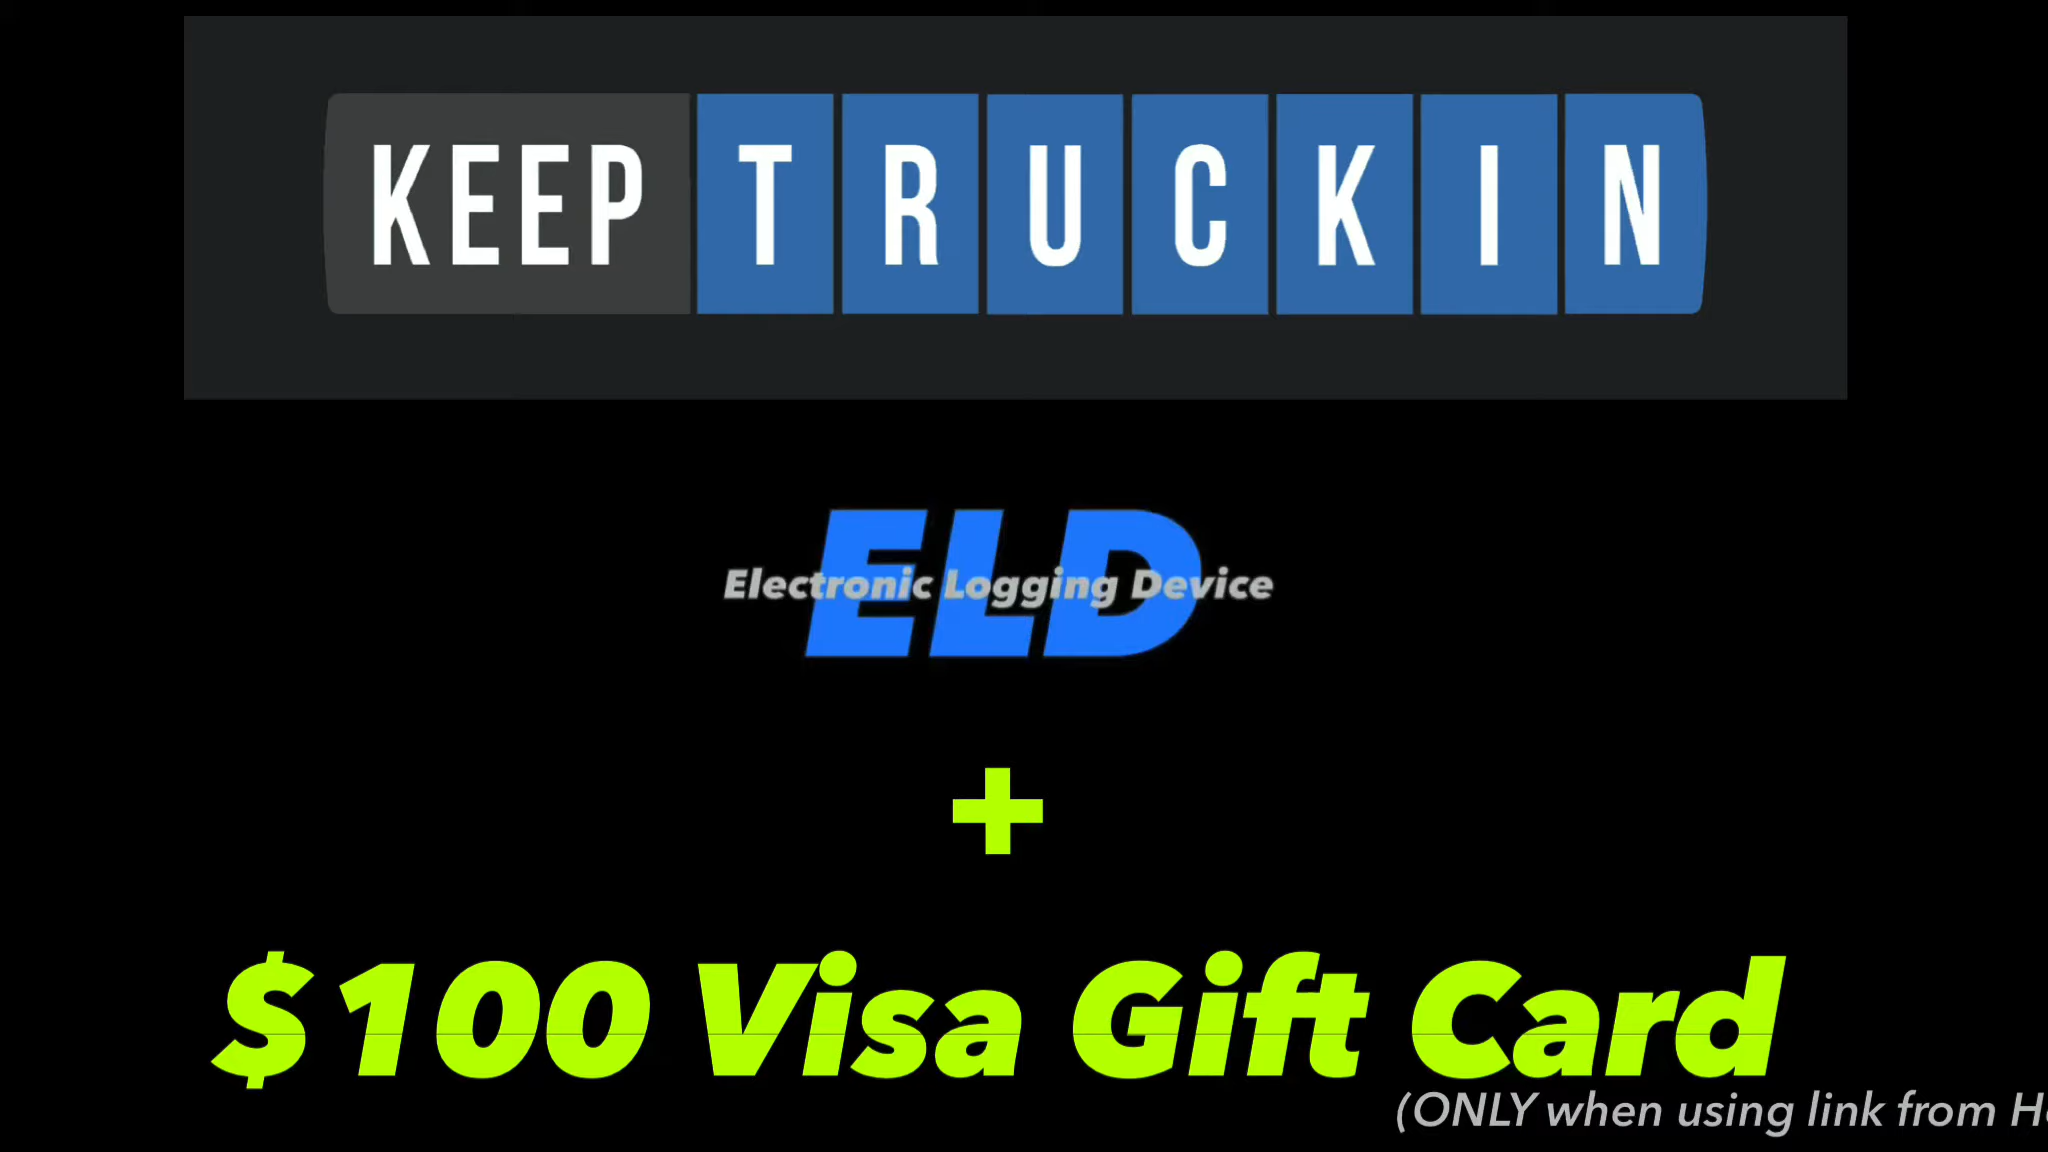 KEEP TRUCKIN
ELD
Electronic Logging Device
+
$100 Visa Gift Card
(ONLY when using link from